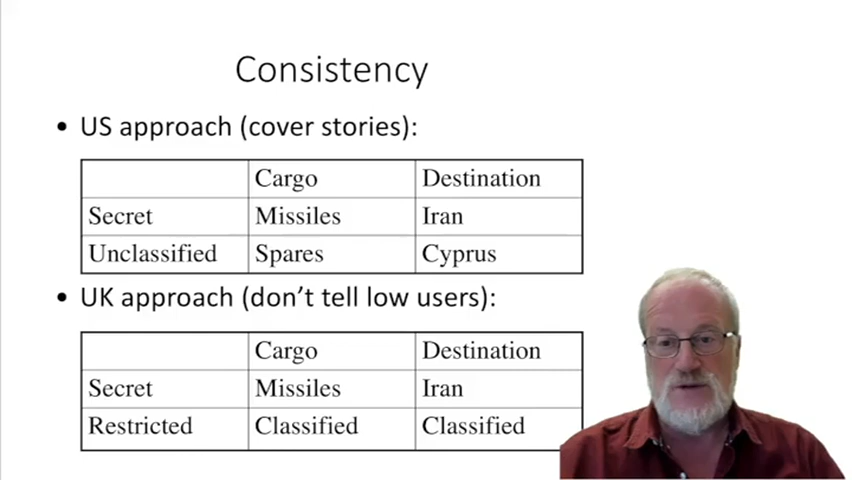 Consistency
• US approach (cover stories):
Cargo Destination
Secret Missiles Iran
Unclassified Spares Cyprus
• UK approach (don't tell low users):
Cargo Destination
Secret Missiles Iran
Restricted Classified Classified